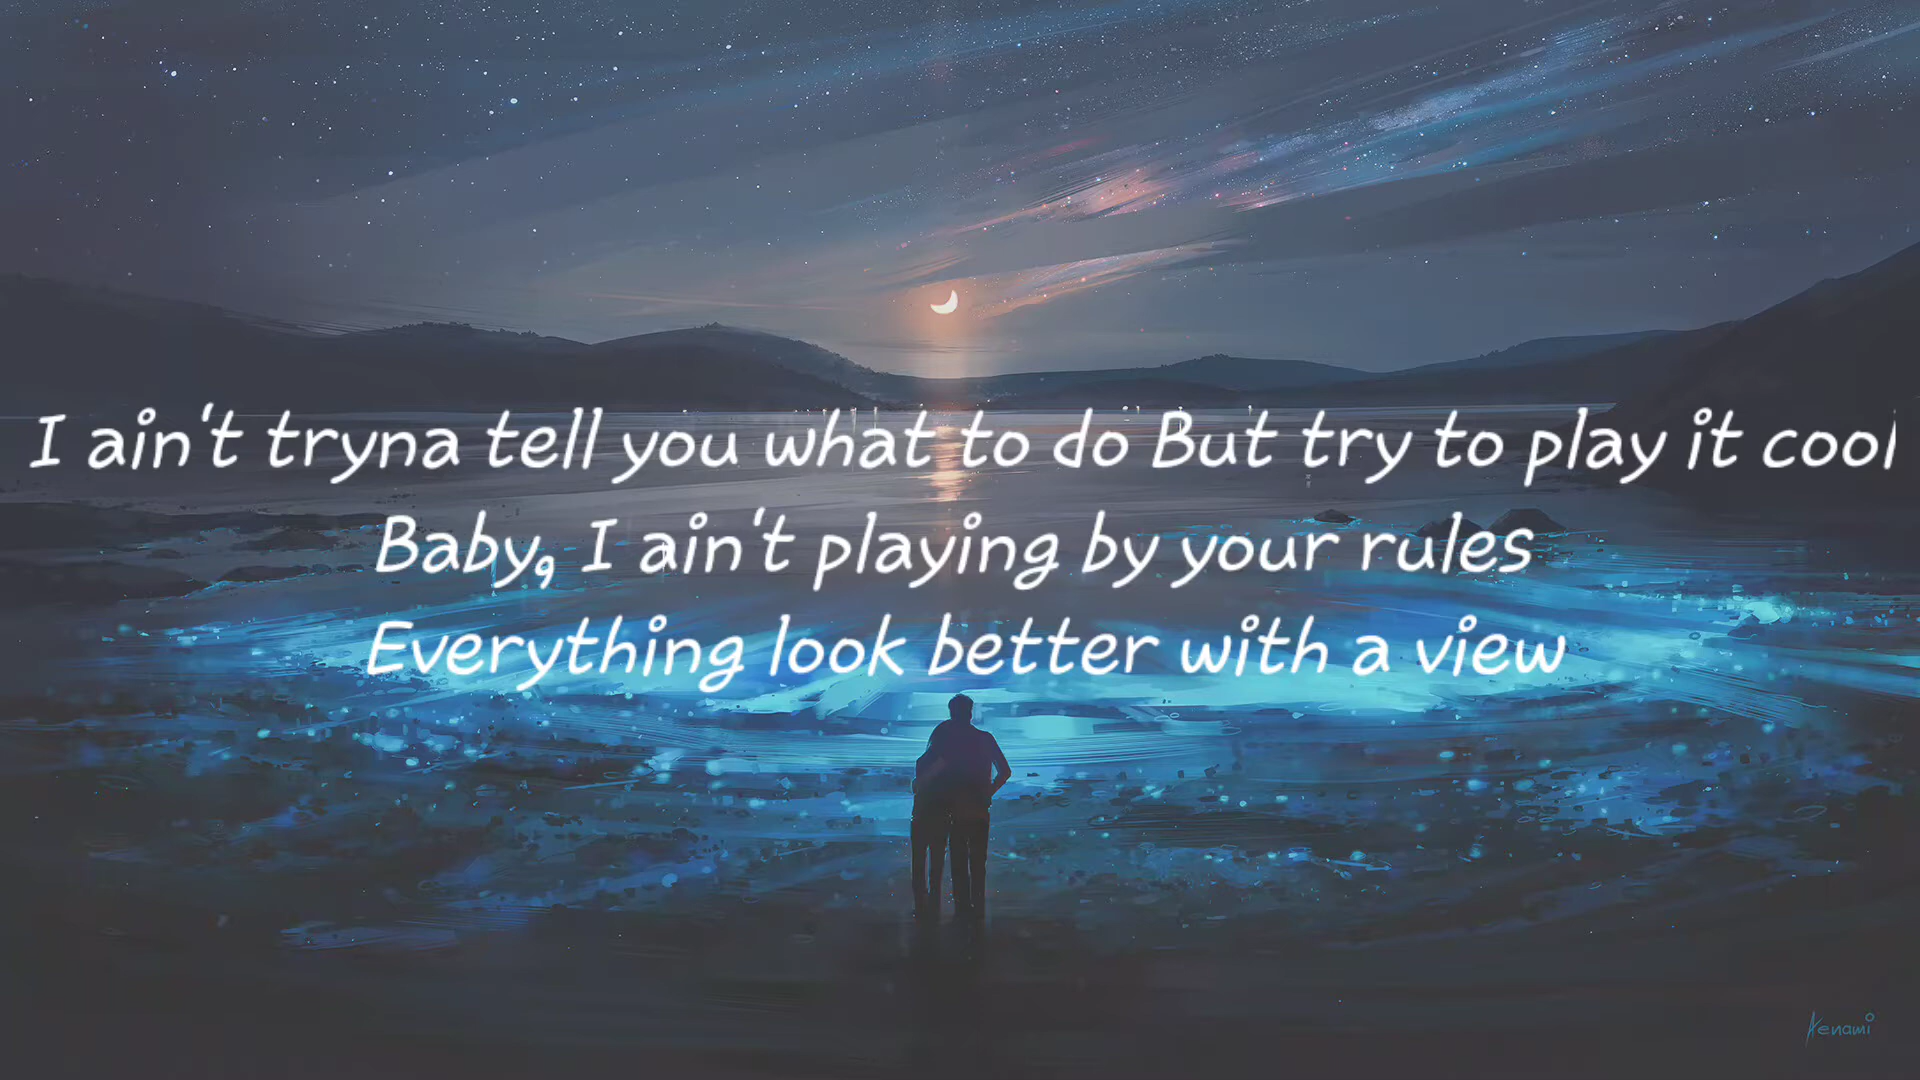 I ain't tryna tell you what to do But try to play it cool
Baby, I ain't playing by your rules
Everything look better with a view
Aenami